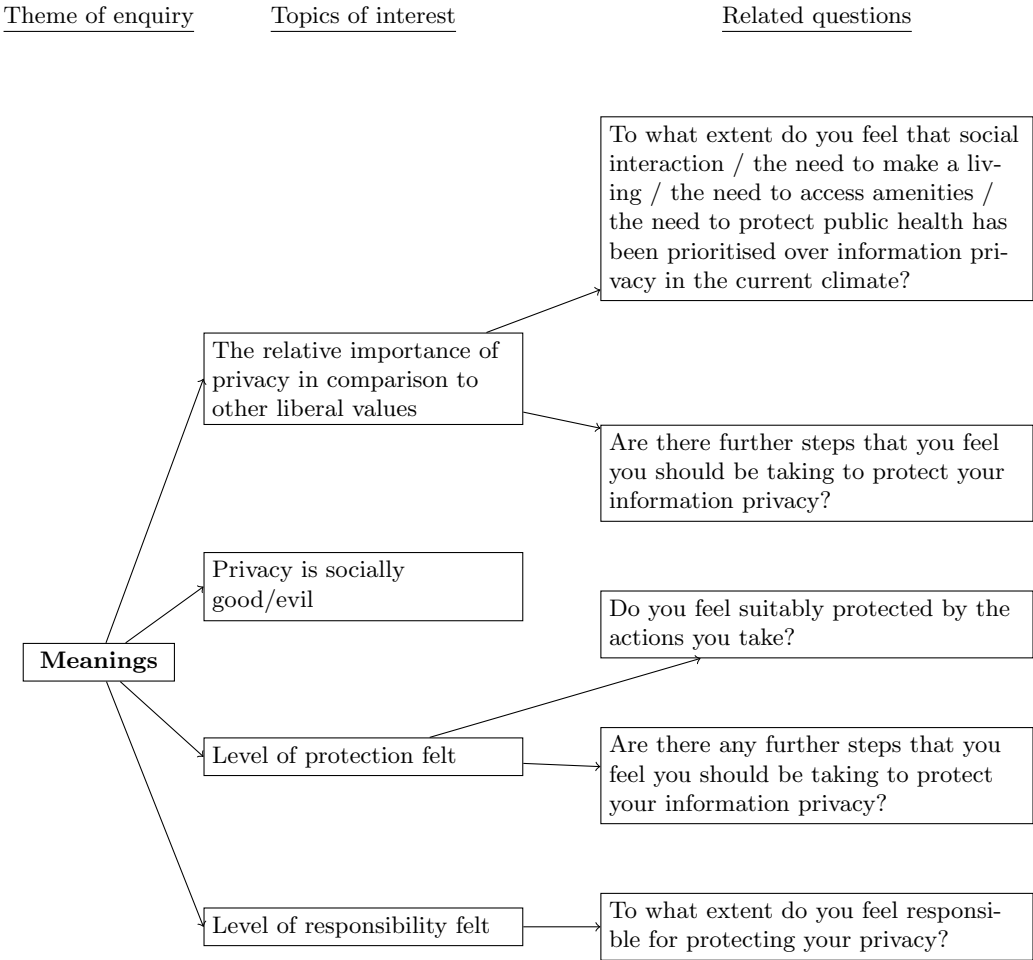 Theme of enquiry
Topics of interest
Related questions
To what extent do you feel that social
interaction / the need to make a liv-
ing / the need to access amenities /
the need to protect public health has
been prioritised over information pri-
vacy in the current climate?
The relative importance of
privacy in comparison to
other liberal values
Are there further steps that you feel
you should be taking to protect your
information privacy?
Privacy is socially
good/evil
Do you feel suitably protected by the
actions you take?
Meanings
Level of protection felt
Are there any further steps that you
feel you should be taking to protect
your information privacy?
Level of responsibility felt
To what extent do you feel responsi-
ble for protecting your privacy?